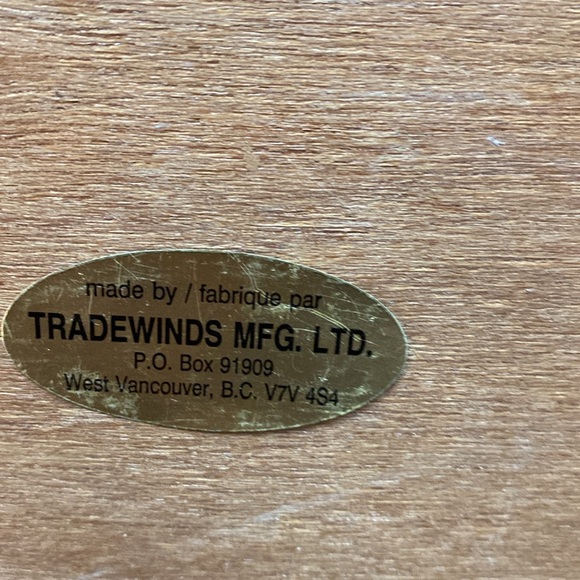 made by / fabrique par
TRADEWINDS MFG. LTD.
P.O. Box 91909
West Vancouver, B.C. V7V 4S4